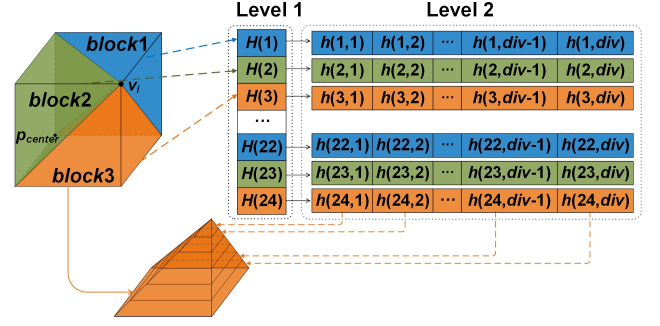 Level 1 Level 2
block1
block2
v_i
p_center
block3
H(1) h(1,1) h(1,2) ... h(1,div-1) h(1,div)
H(2) h(2,1) h(2,2) ... h(2,div-1) h(2,div)
H(3) h(3,1) h(3,2) ... h(3,div-1) h(3,div)
...
H(22) h(22,1) h(22,2) ... h(22,div-1) h(22,div)
H(23) h(23,1) h(23,2) ... h(23,div-1) h(23,div)
H(24) h(24,1) h(24,2) ... h(24,div-1) h(24,div)